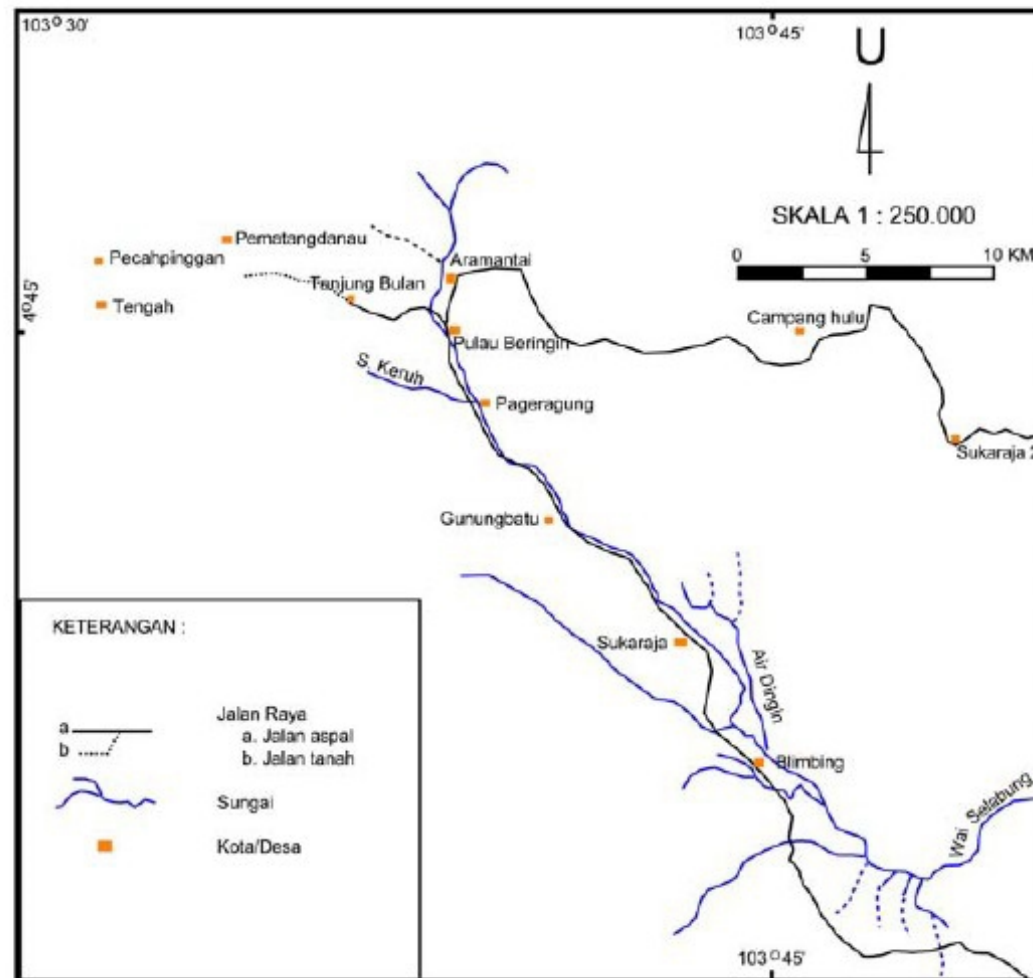 103° 30'
103° 45'
U
SKALA 1 : 250.000
0 5 10 KM
Pematangdanau
Pecahpinggan
Aramantai
Tanjung Bulan
Tengah
4° 45'
Campang hulu
Pulau Beringin
S. Keruh
Pageragung
Sukaraja 2
Gunungbatu
KETERANGAN :
Sukaraja
Air Dingin
Jalan Raya
a a. Jalan aspal
b b. Jalan tanah
Blimbing
Sungai
Wai Selabung
Kota/Desa
103° 45'